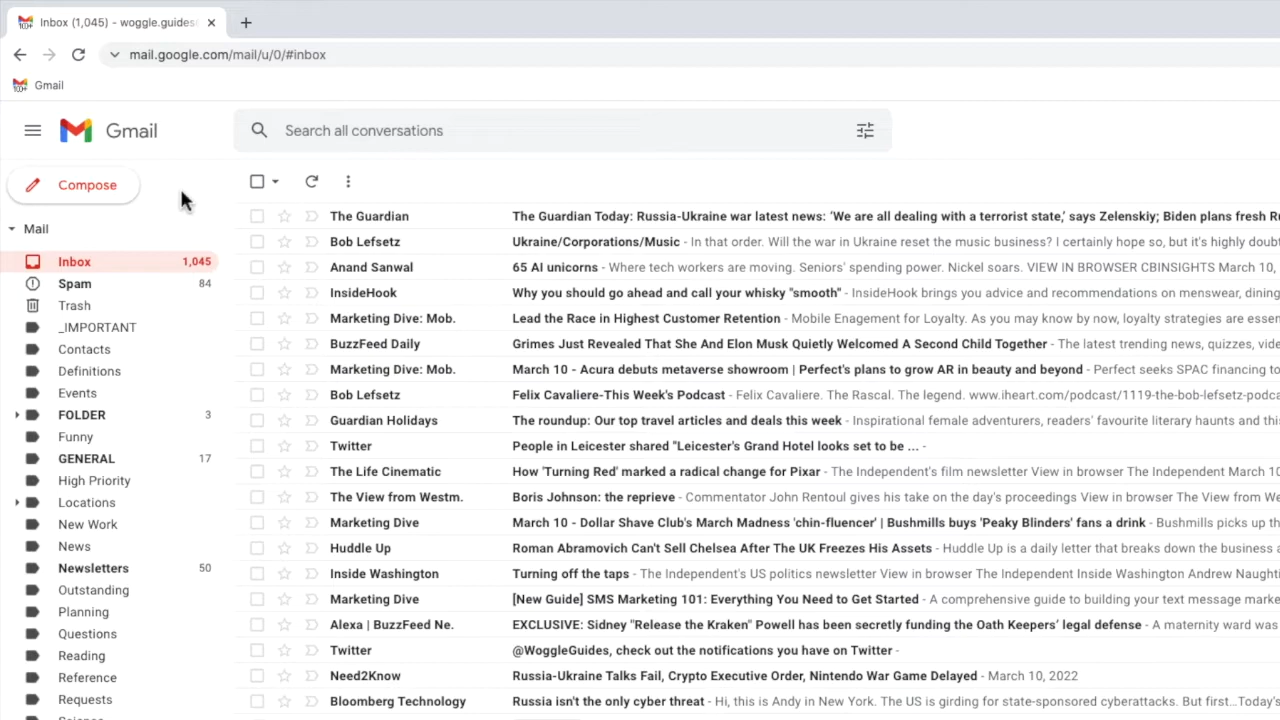 Inbox (1,045) - woggle.guides
mail.google.com/mail/u/0/#inbox
100+ Gmail
Gmail
Search all conversations
Compose
Mail
Inbox 1,045
Spam 84
Trash
_IMPORTANT
Contacts
Definitions
Events
FOLDER 3
Funny
GENERAL 17
High Priority
Locations
New Work
News
Newsletters 50
Outstanding
Planning
Questions
Reading
Reference
Requests
The Guardian The Guardian Today: Russia-Ukraine war latest news: ‘We are all dealing with a terrorist state,’ says Zelenskiy; Biden plans fresh
Bob Lefsetz Ukraine/Corporations/Music - In that order. Will the war in Ukraine reset the music business? I certainly hope so, but it's highly doubt
Anand Sanwal 65 AI unicorns - Where tech workers are moving. Seniors' spending power. Nickel soars. VIEW IN BROWSER CBINSIGHTS March 10,
InsideHook Why you should go ahead and call your whisky "smooth" - InsideHook brings you advice and recommendations on menswear, dining
Marketing Dive: Mob. Lead the Race in Highest Customer Retention - Mobile Enagement for Loyalty. As you may know by now, loyalty strategies are essen
BuzzFeed Daily Grimes Just Revealed That She And Elon Musk Quietly Welcomed A Second Child Together - The latest trending news, quizzes, vide
Marketing Dive: Mob. March 10 - Acura debuts metaverse showroom | Perfect's plans to grow AR in beauty and beyond - Perfect seeks SPAC financing to
Bob Lefsetz Felix Cavaliere-This Week's Podcast - Felix Cavaliere. The Rascal. The legend. www.iheart.com/podcast/1119-the-bob-lefsetz-podca
Guardian Holidays The roundup: Our top travel articles and deals this week - Inspirational female adventurers, readers' favourite literary haunts and this
Twitter People in Leicester shared "Leicester's Grand Hotel looks set to be ... -
The Life Cinematic How 'Turning Red' marked a radical change for Pixar - The Independent's film newsletter View in browser The Independent March 10
The View from Westm. Boris Johnson: the reprieve - Commentator John Rentoul gives his take on the day's proceedings View in browser The View from We
Marketing Dive March 10 - Dollar Shave Club's March Madness 'chin-fluencer' | Bushmills buys 'Peaky Blinders' fans a drink - Bushmills picks up th
Huddle Up Roman Abramovich Can't Sell Chelsea After The UK Freezes His Assets - Huddle Up is a daily letter that breaks down the business a
Inside Washington Turning off the taps - The Independent's US politics newsletter View in browser The Independent Inside Washington Andrew Naughti
Marketing Dive [New Guide] SMS Marketing 101: Everything You Need to Get Started - A comprehensive guide to building your text message marke
Alexa | BuzzFeed Ne. EXCLUSIVE: Sidney "Release the Kraken" Powell has been secretly funding the Oath Keepers’ legal defense - A maternity ward was
Twitter @WoggleGuides, check out the notifications you have on Twitter -
Need2Know Russia-Ukraine Talks Fail, Crypto Executive Order, Nintendo War Game Delayed - March 10, 2022
Bloomberg Technology Russia isn't the only cyber threat - Hi, this is Andy in New York. The US is girding for state-sponsored cyberattacks. But first…Today's